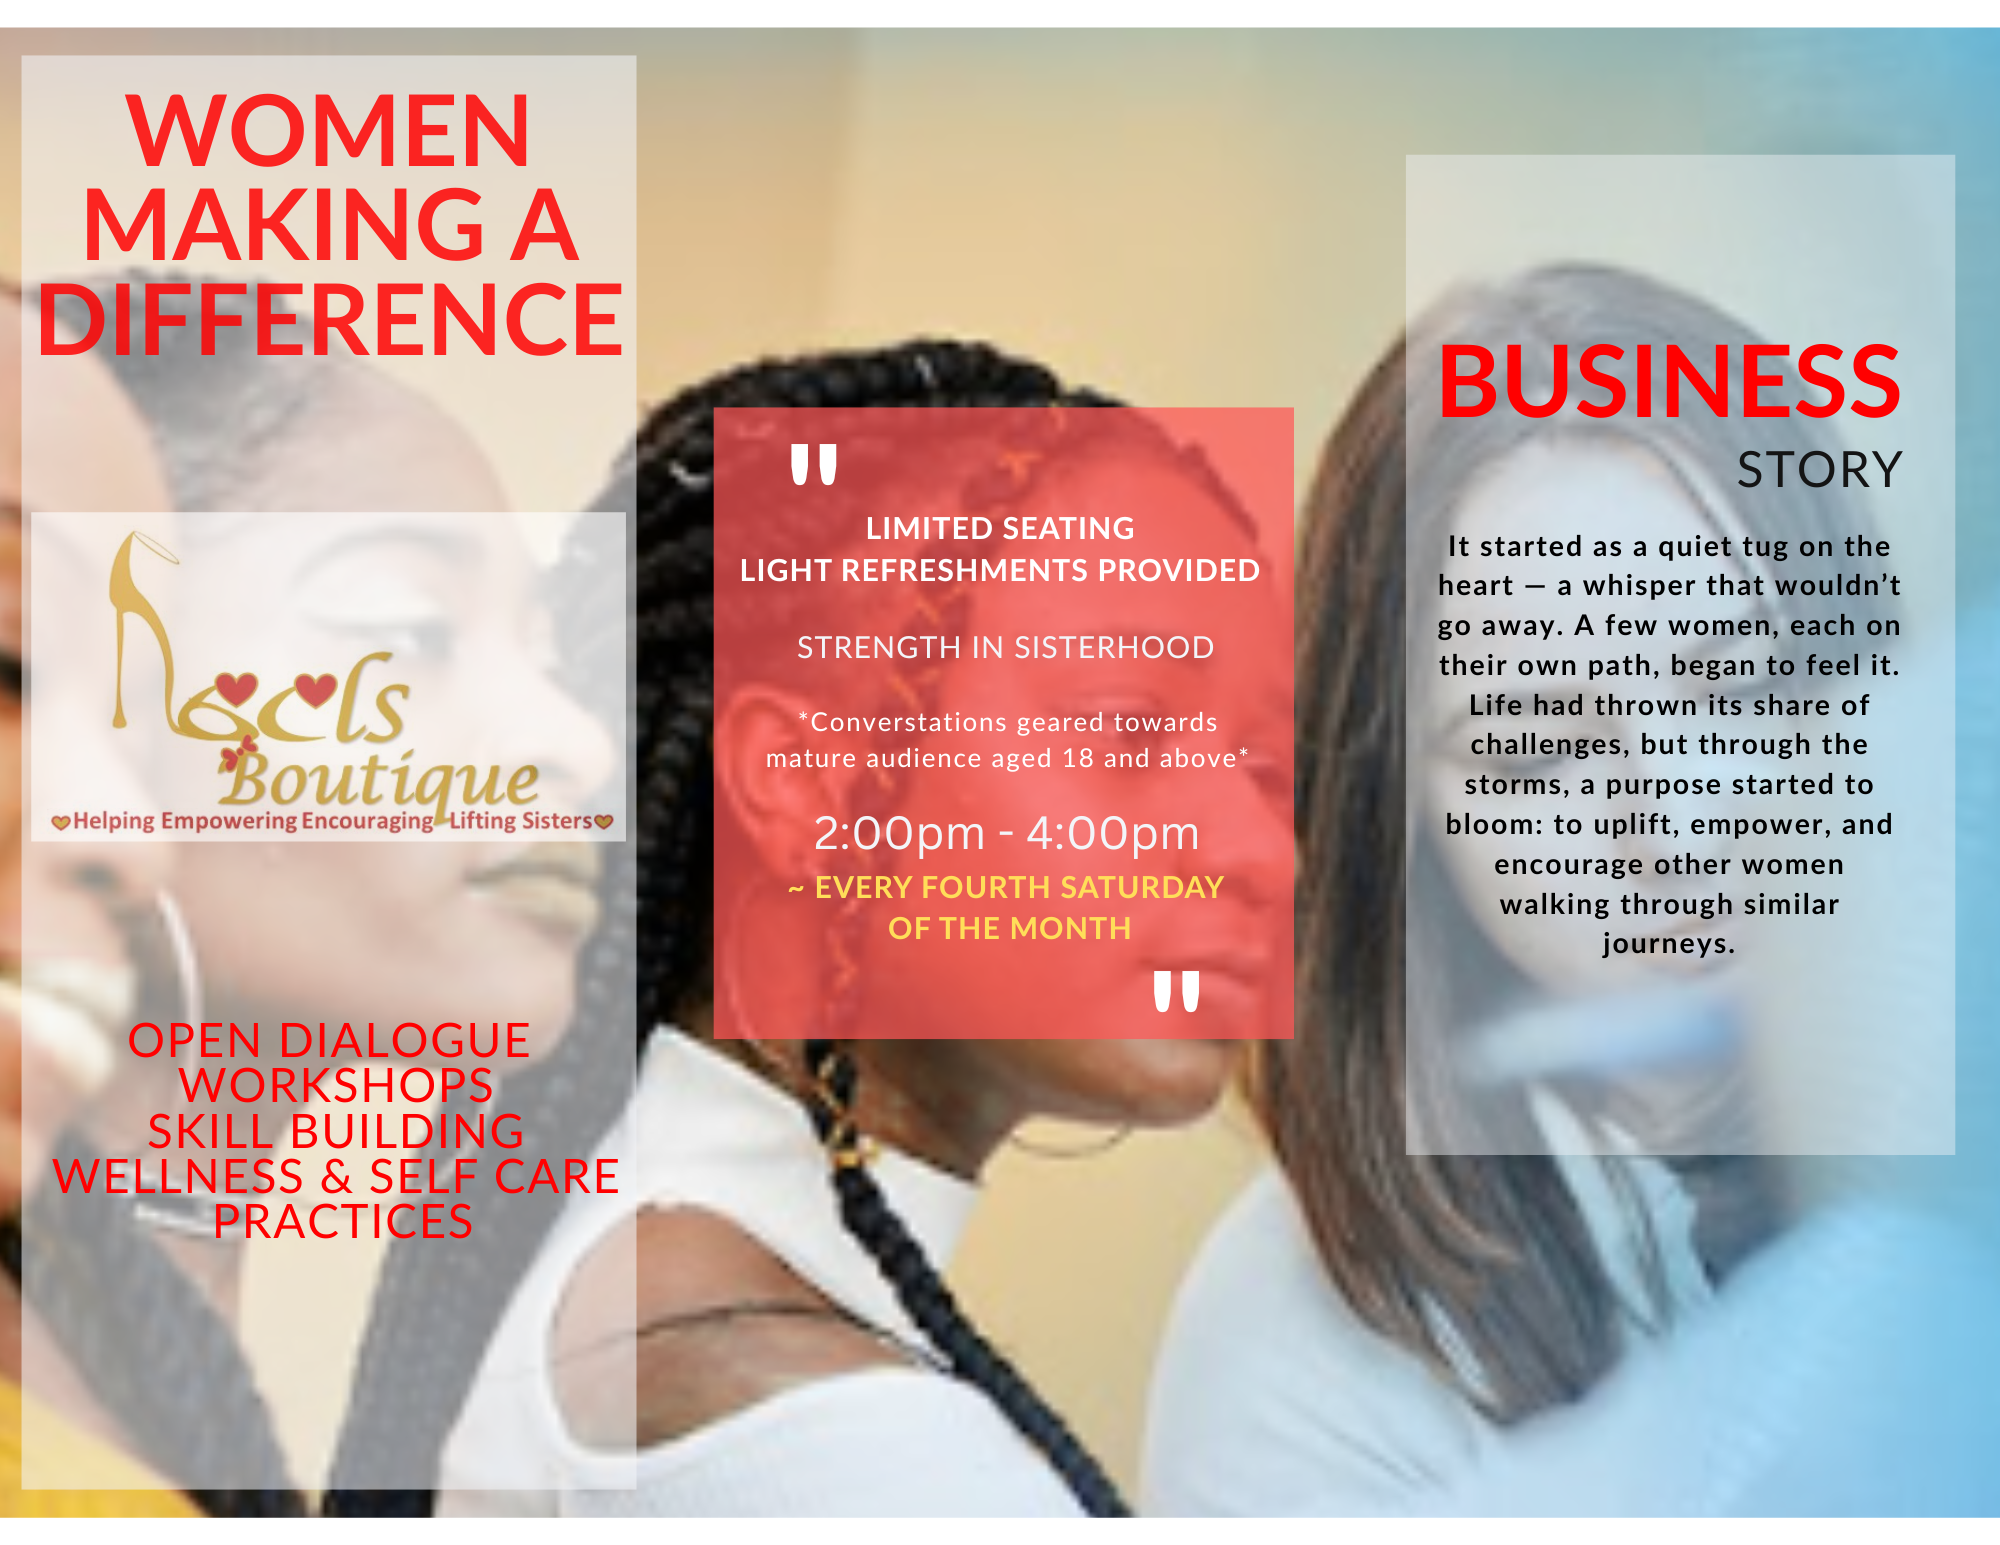 WOMEN
MAKING A
DIFFERENCE
Heels
Boutique
Helping Empowering Encouraging Lifting Sisters
OPEN DIALOGUE
WORKSHOPS
SKILL BUILDING
WELLNESS & SELF CARE
PRACTICES
"
LIMITED SEATING
LIGHT REFRESHMENTS PROVIDED
STRENGTH IN SISTERHOOD
*Converstations geared towards
mature audience aged 18 and above*
2:00pm - 4:00pm
~ EVERY FOURTH SATURDAY
OF THE MONTH
"
BUSINESS
STORY
It started as a quiet tug on the
heart — a whisper that wouldn’t
go away. A few women, each on
their own path, began to feel it.
Life had thrown its share of
challenges, but through the
storms, a purpose started to
bloom: to uplift, empower, and
encourage other women
walking through similar
journeys.